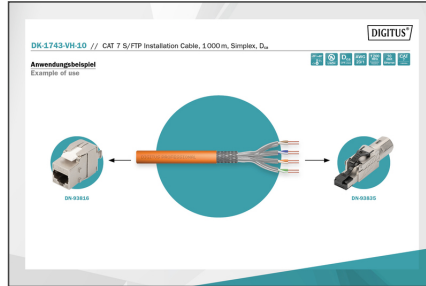 DIGITUS®
DK-1743-VH-10 // CAT 7 S/FTP Installation Cable, 1000 m, Simplex, Dca
Anwendungsbeispiel
Example of use
DN-93818
DN-93835